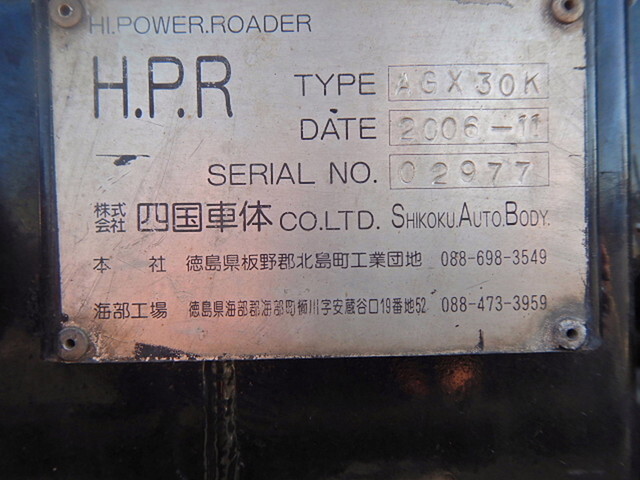 HI.POWER.ROADER
H.P.R TYPE AGX30K
DATE 2006-11
SERIAL NO. 02977
株式会社 四国車体 CO.LTD. SHIKOKU.AUTO.BODY.
本 社 徳島県板野郡北島町工業団地 088-698-3549
海部工場 徳島県海部郡海部町櫛川字安蔵谷口19番地52 088-473-3959